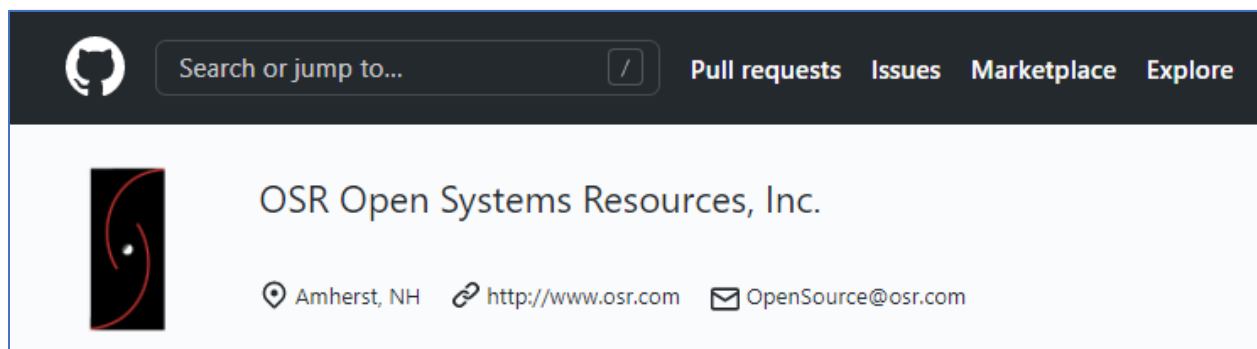 Search or jump to... / Pull requests Issues Marketplace Explore
OSR Open Systems Resources, Inc.
Amherst, NH http://www.osr.com OpenSource@osr.com